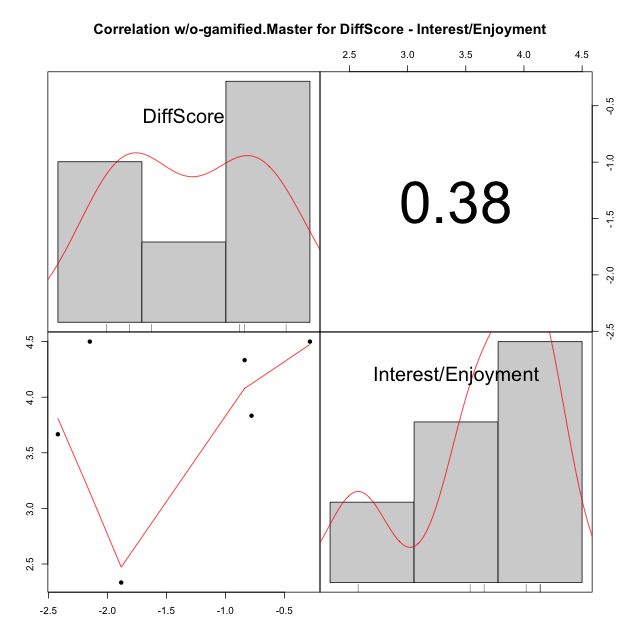 Correlation w/o-gamified.Master for DiffScore - Interest/Enjoyment
2.5 3.0 3.5 4.0 4.5
DiffScore
0.38
-0.5
-1.0
-1.5
-2.0
-2.5
4.5
4.0
3.5
3.0
2.5
Interest/Enjoyment
-2.5 -2.0 -1.5 -1.0 -0.5